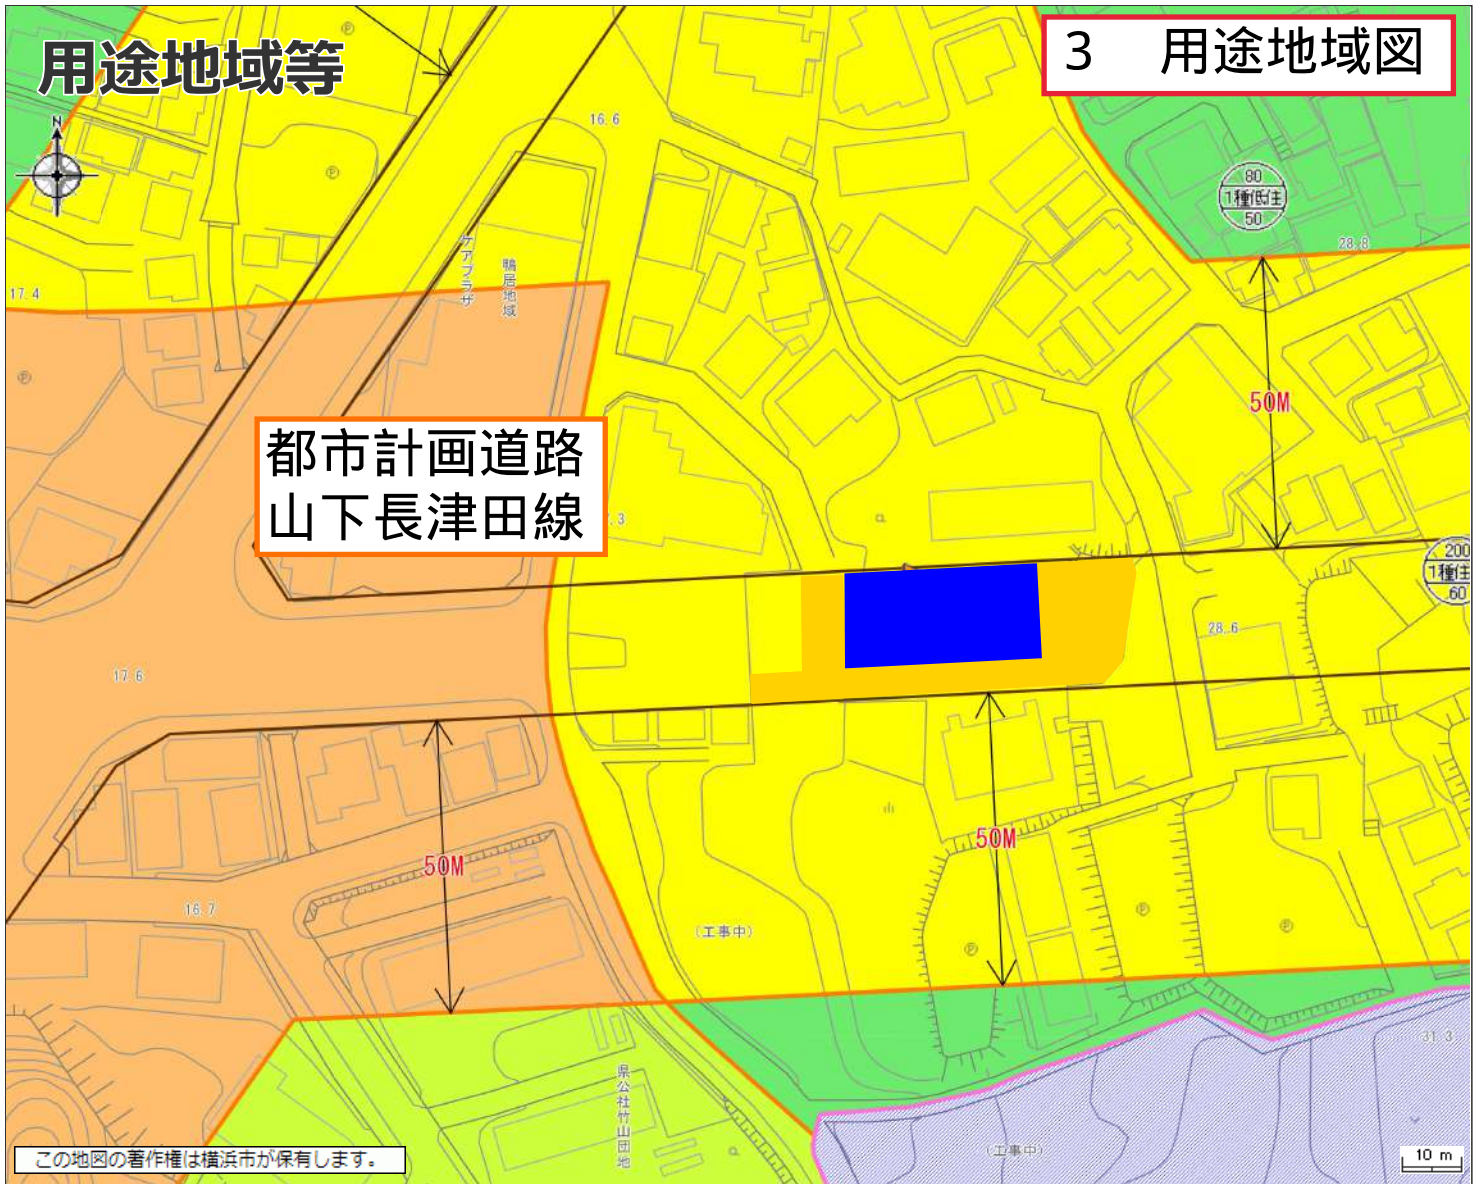 用途地域等
3 用途地域図
N
16.6
80
1種低住
50
28.8
ケアプラザ
鴨居地域
17.4
50M
都市計画道路
山下長津田線
.3
200
1種住
60
28.6
17.6
50M
50M
16.7
(工事中)
31.3
県公社竹山団地
(工事中)
この地図の著作権は横浜市が保有します。
10 m